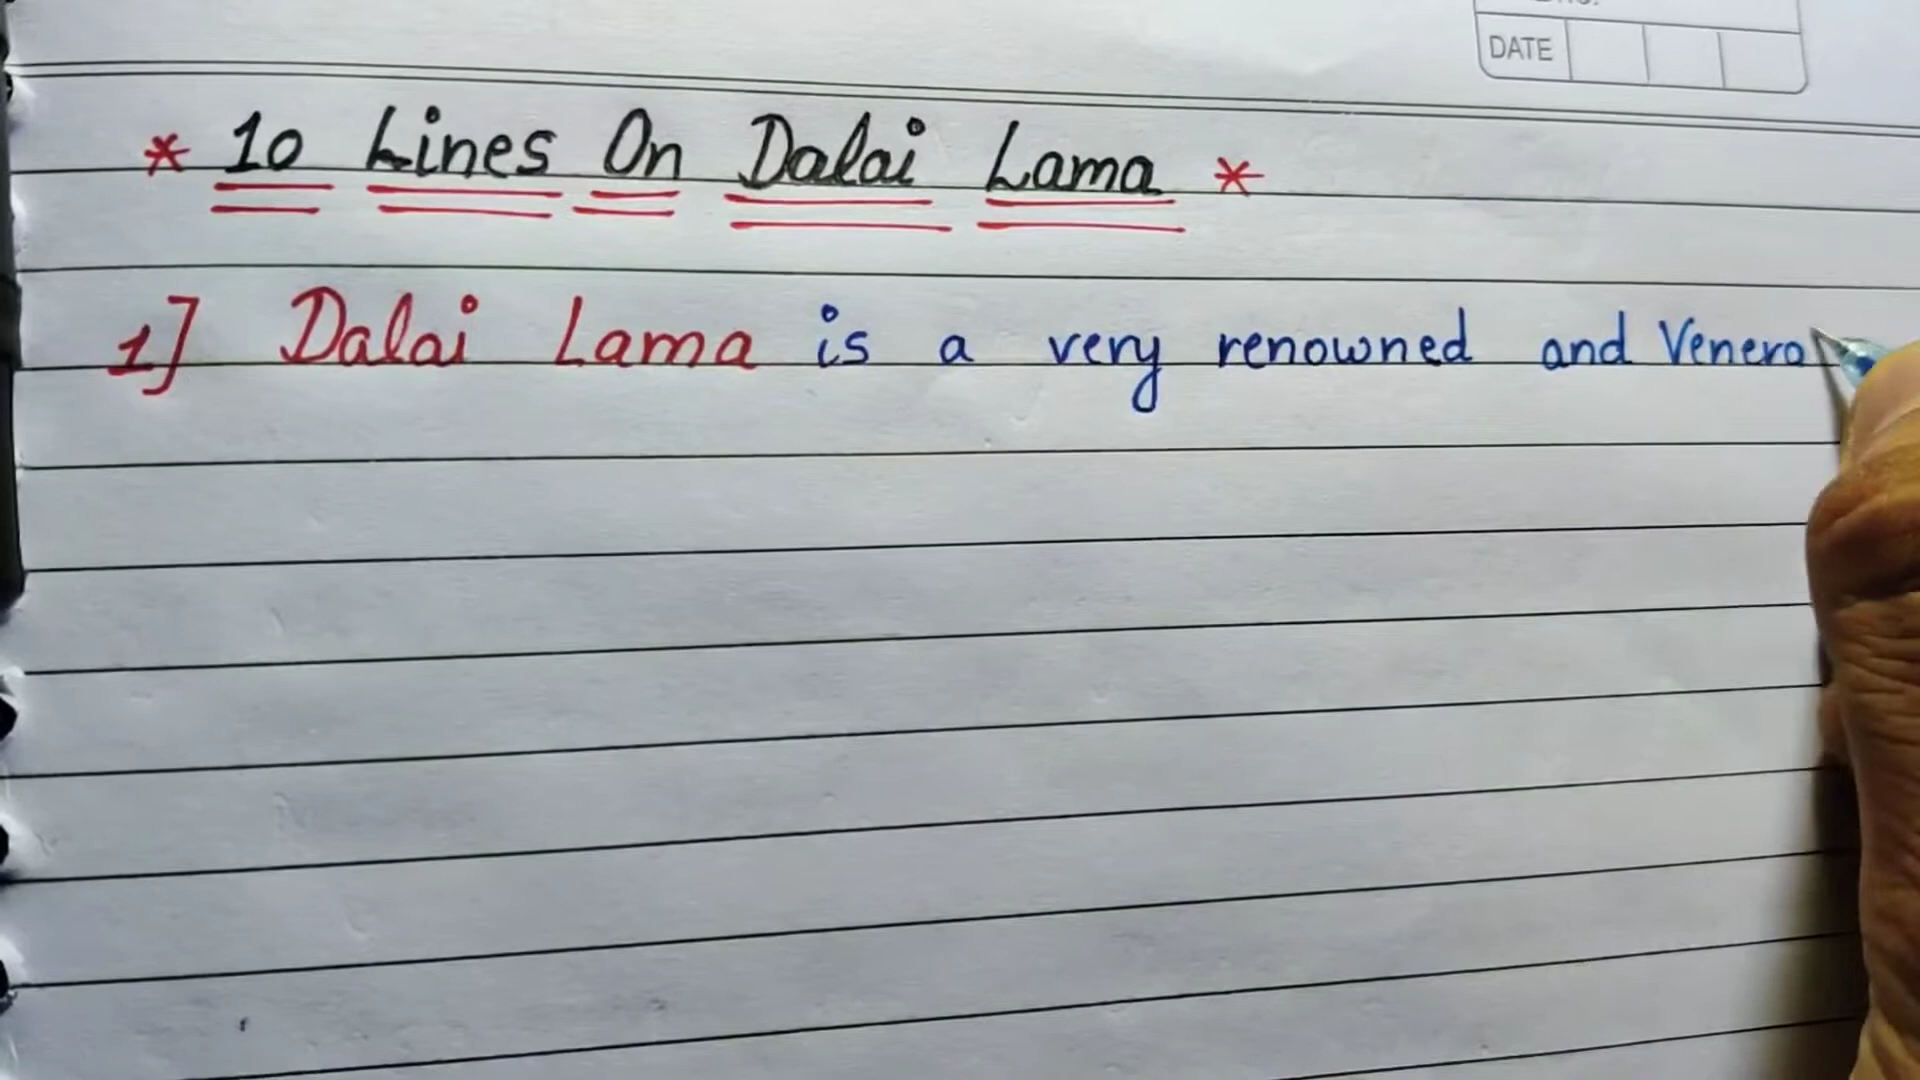 DATE
* 10 Lines On Dalai Lama *
1] Dalai Lama is a very renowned and Venera